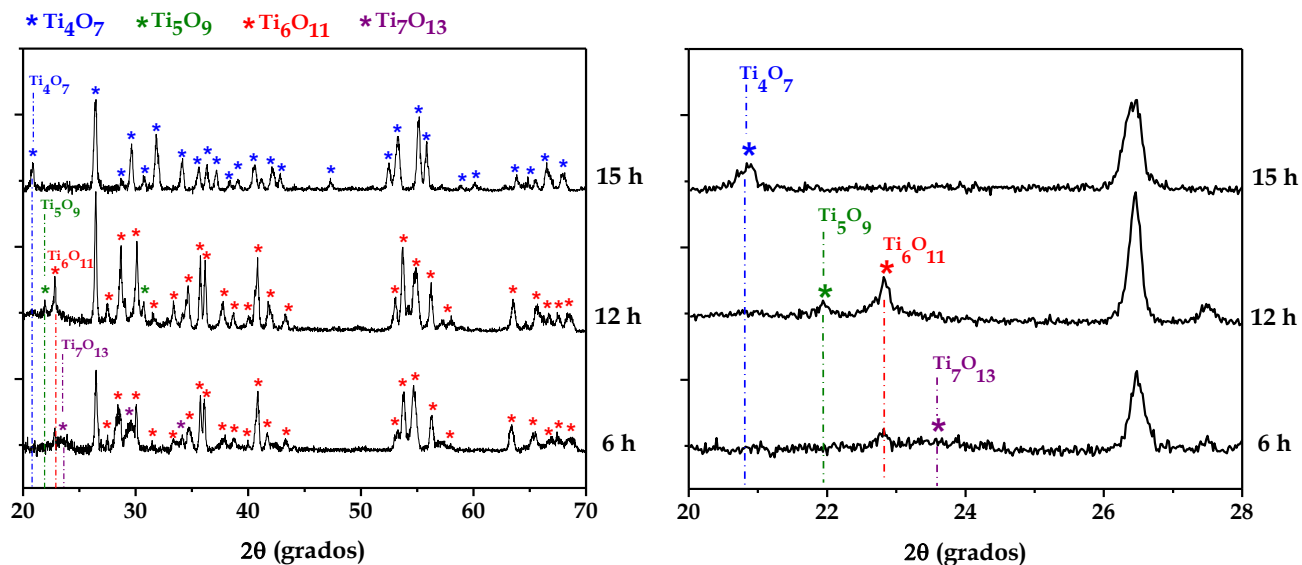 * Ti4O7 * Ti5O9 * Ti6O11 * Ti7O13
Ti4O7
15 h
Ti5O9
Ti6O11
12 h
Ti7O13
6 h
20 30 40 50 60 70
2θ (grados)
Ti4O7
15 h
Ti5O9
Ti6O11
12 h
Ti7O13
6 h
20 22 24 26 28
2θ (grados)